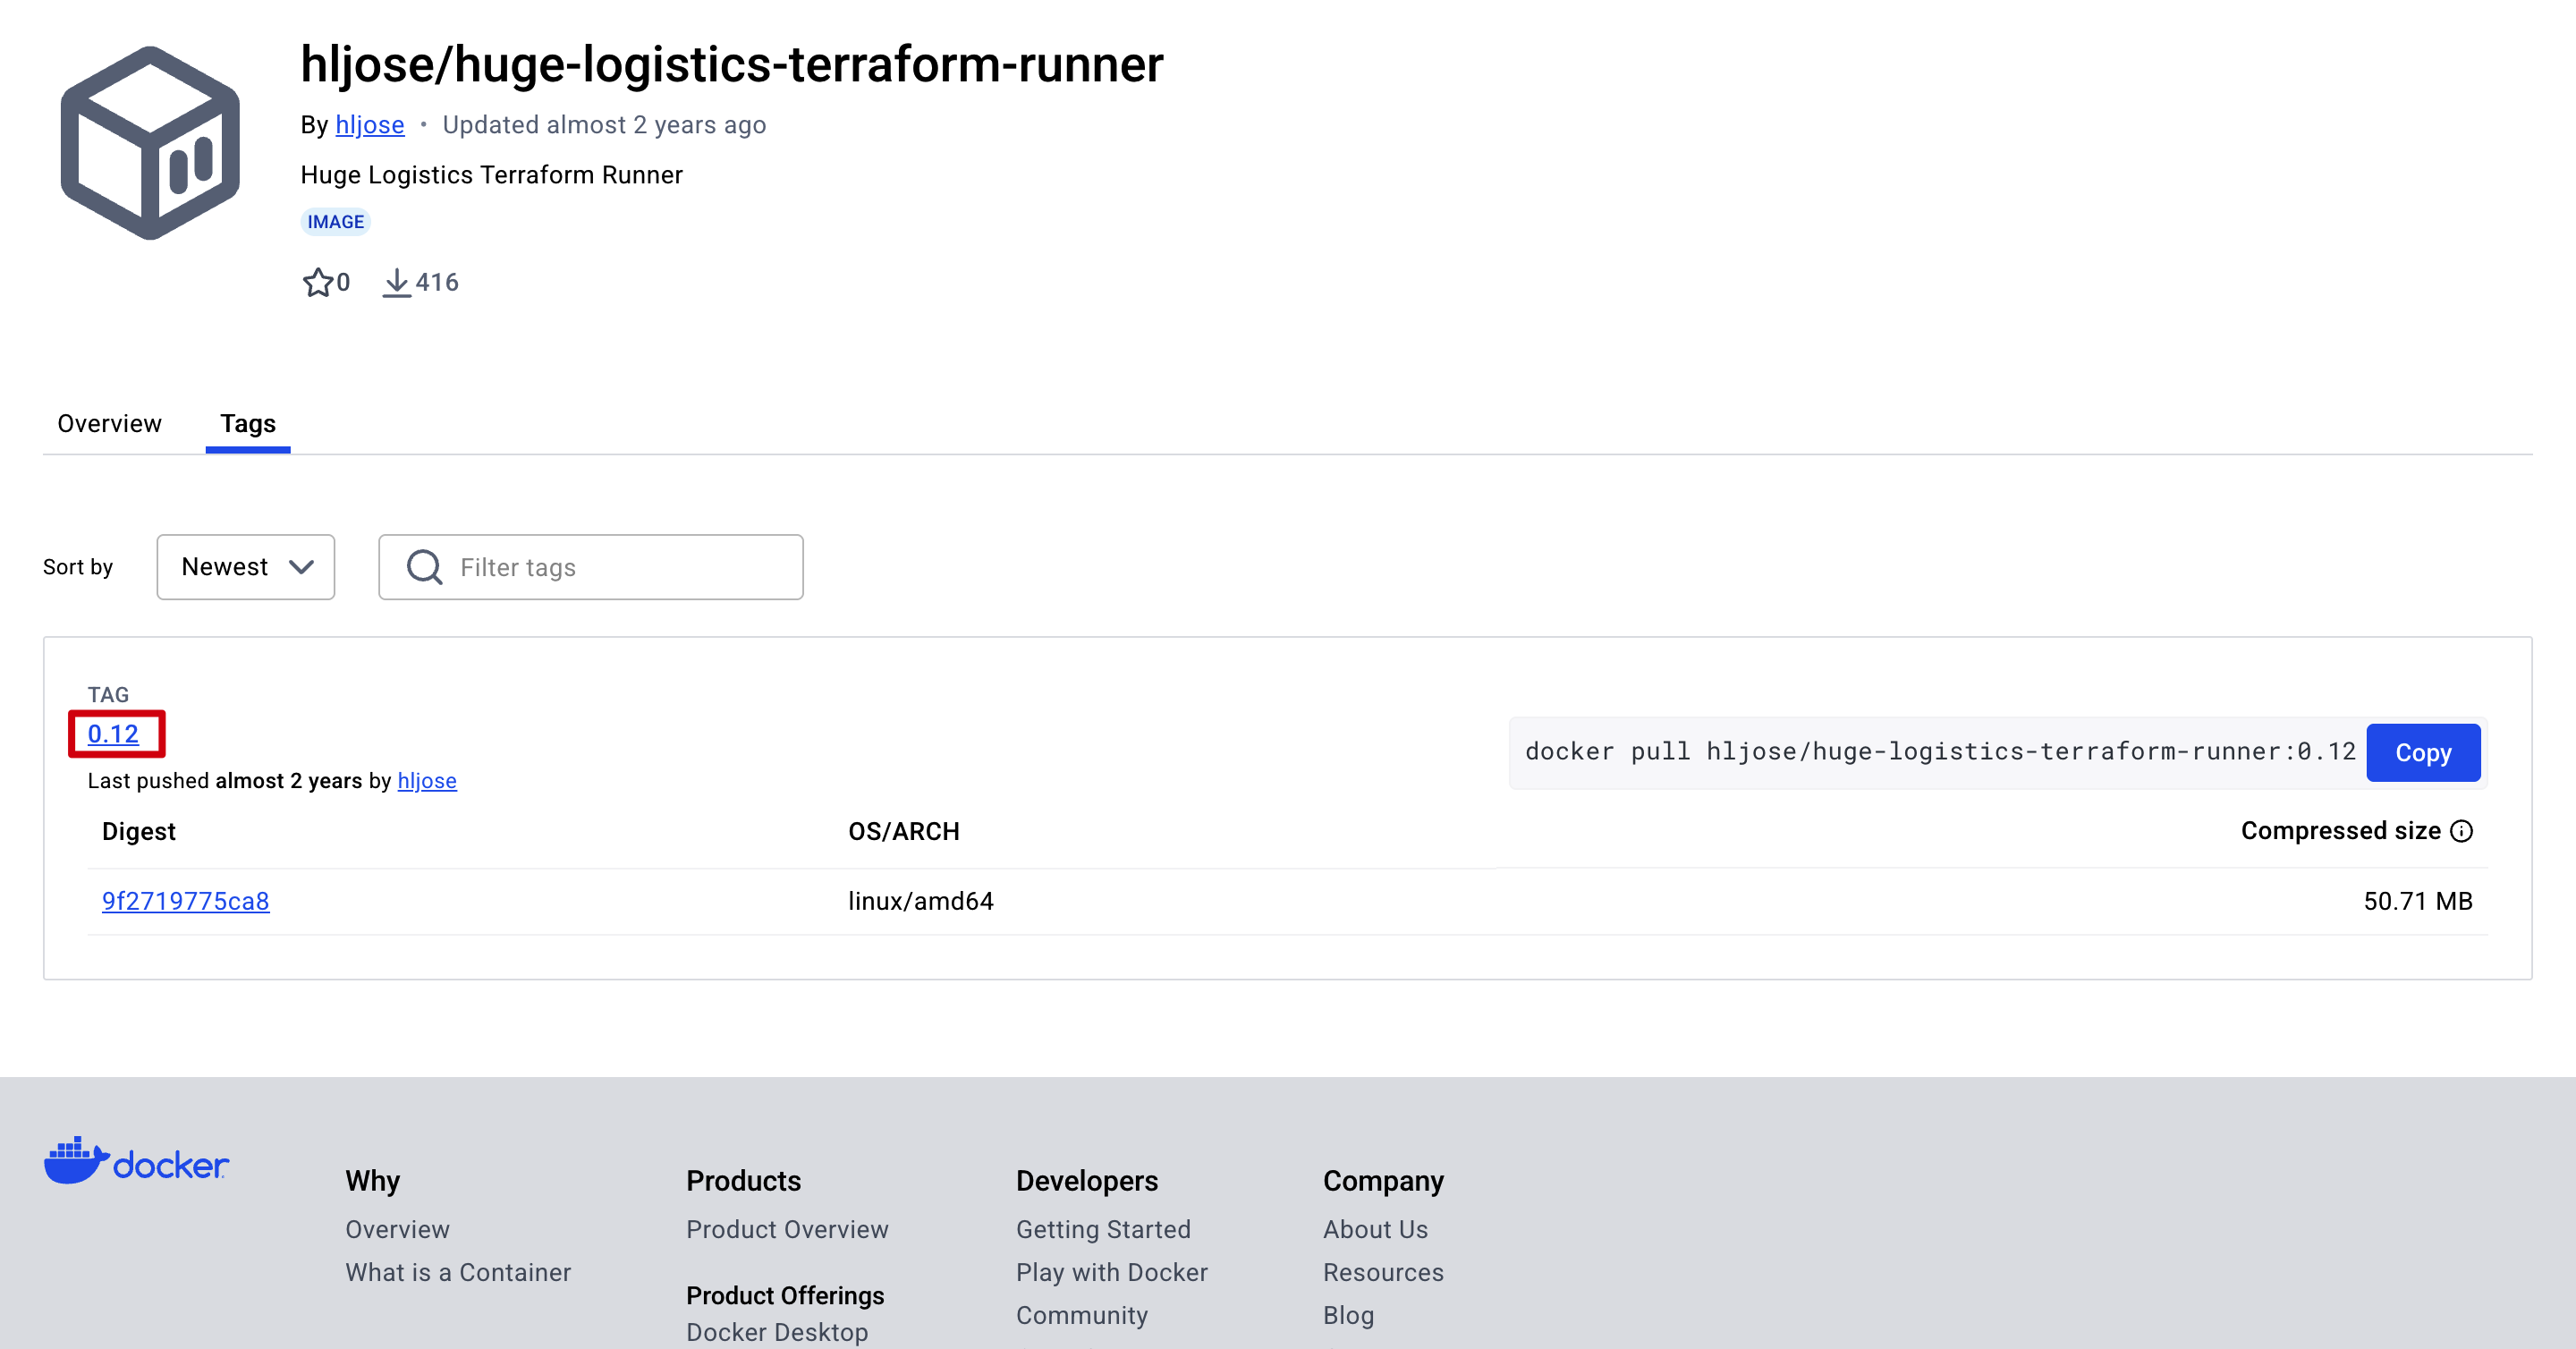 hljose/huge-logistics-terraform-runner
By hljose • Updated almost 2 years ago
Huge Logistics Terraform Runner
IMAGE
0 416
Overview Tags
Sort by Newest Filter tags
TAG
0.12
docker pull hljose/huge-logistics-terraform-runner:0.12 Copy
Last pushed almost 2 years by hljose
Digest OS/ARCH Compressed size
9f2719775ca8 linux/amd64 50.71 MB
docker
Why Products Developers Company
Overview Product Overview Getting Started About Us
What is a Container Play with Docker Resources
Product Offerings Community Blog
Docker Desktop